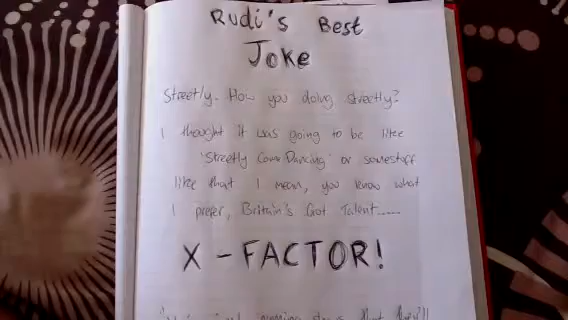 Rudi's Best
Joke
Streetly. How you doing streetly?
I thought it was going to be like
'Streetly Come Dancing' or somestuff
like that I mean, you know what
I prefer, Britain's Got Talent.....
X-FACTOR!